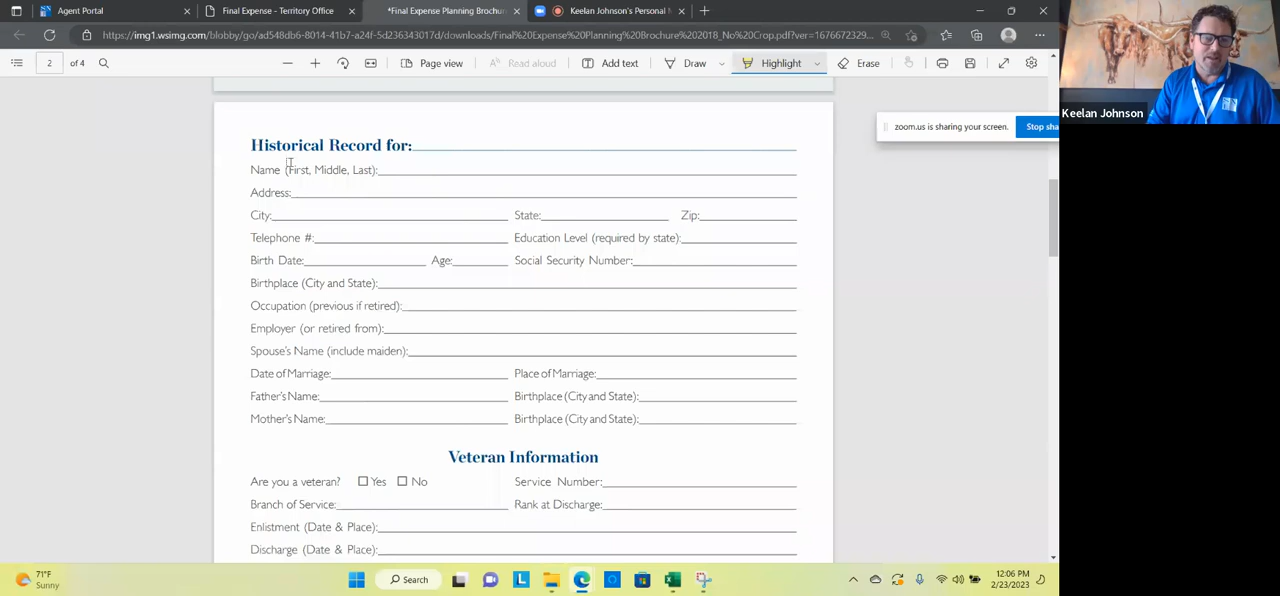 Agent Portal
Final Expense - Territory Office
*Final Expense Planning Brochur
Keelan Johnson's Personal
https://img1.wsimg.com/blobby/go/ad548db6-8014-41b7-a24f-5d236343017d/downloads/Final%20Expense%20Planning%20Brochure%202018_No%20Crop.pdf?ver=1676672329...
2 of 4
Page view
Read aloud
Add text
Draw
Highlight
Erase
zoom.us is sharing your screen.
Stop sha
Keelan Johnson
Historical Record for:
Name (First, Middle, Last):
Address:
City: State: Zip:
Telephone #: Education Level (required by state):
Birth Date: Age: Social Security Number:
Birthplace (City and State):
Occupation (previous if retired):
Employer (or retired from):
Spouse's Name (include maiden):
Date of Marriage: Place of Marriage:
Father's Name: Birthplace (City and State):
Mother's Name: Birthplace (City and State):
Veteran Information
Are you a veteran? Yes No Service Number:
Branch of Service: Rank at Discharge:
Enlistment (Date & Place):
Discharge (Date & Place):
71°F
Sunny
Search
12:06 PM
2/23/2023